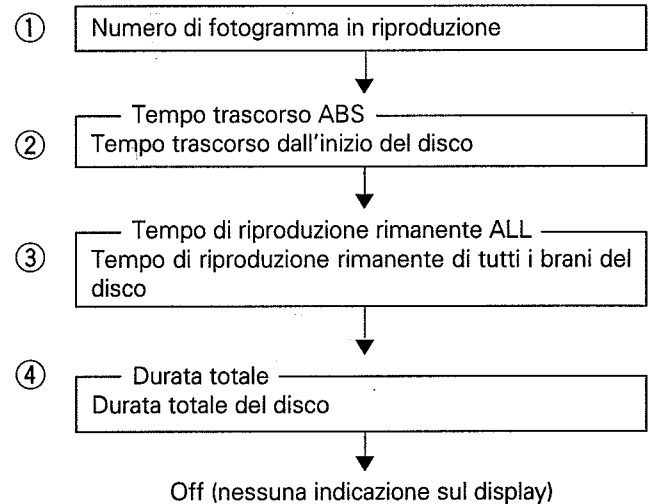 ① Numero di fotogramma in riproduzione
Tempo trascorso ABS
② Tempo trascorso dall'inizio del disco
Tempo di riproduzione rimanente ALL
③ Tempo di riproduzione rimanente di tutti i brani del
disco
④ Durata totale
Durata totale del disco
Off (nessuna indicazione sul display)